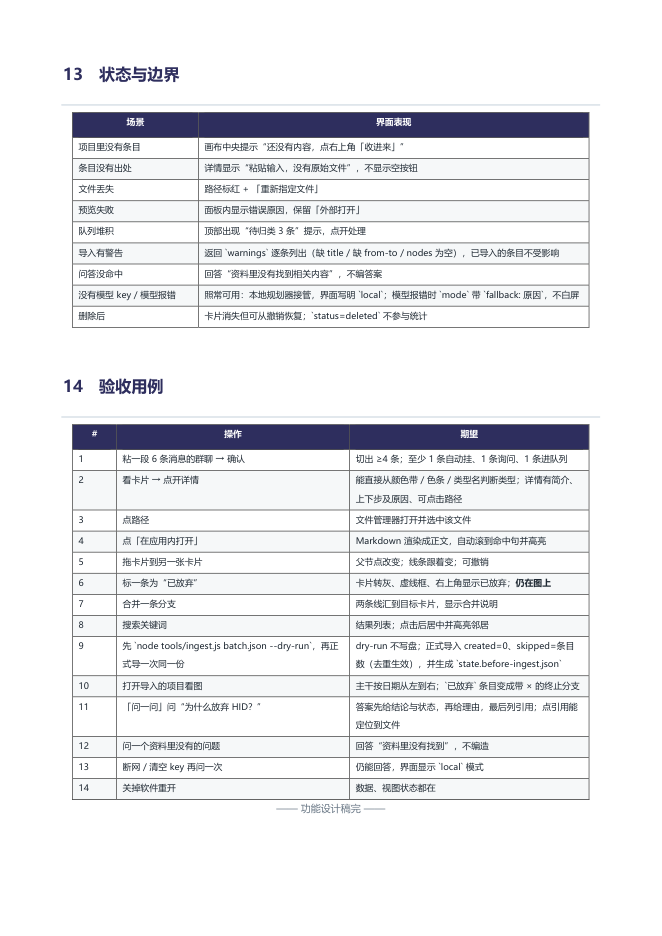 13 状态与边界
场景 界面表现
项目里没有条目 画布中央提示“还没有内容，点右上角「收进来」”
条目没有出处 详情显示“粘贴输入，没有原始文件”，不显示空按钮
文件丢失 路径标红 + 「重新指定文件」
预览失败 面板内显示错误原因，保留「外部打开」
队列堆积 顶部出现“待归类 3 条”提示，点开处理
导入有警告 返回 `warnings` 逐条列出（缺 title / 缺 from-to / nodes 为空），已导入的条目不受影响
问答没命中 回答“资料里没有找到相关内容”，不编答案
没有模型 key / 模型报错 照常可用：本地规划器接管，界面写明 `local`；模型报错时 `mode` 带 `fallback: 原因`，不白屏
删除后 卡片消失但可从撤销恢复；`status=deleted` 不参与统计
14 验收用例
# 操作 期望
1 粘一段 6 条消息的群聊 → 确认 切出 ≥4 条；至少 1 条自动挂、1 条询问、1 条进队列
2 看卡片 → 点开详情 能直接从颜色带 / 色条 / 类型名判断类型；详情有简介、
上下步及原因、可点击路径
3 点路径 文件管理器打开并选中该文件
4 点「在应用内打开」 Markdown 渲染成正文，自动滚到命中句并高亮
5 拖卡片到另一张卡片 父节点改变；线条跟着变；可撤销
6 标一条为“已放弃” 卡片转灰、虚线框、右上角显示已放弃；仍在图上
7 合并一条分支 两条线汇到目标卡片，显示合并说明
8 搜索关键词 结果列表；点击后居中并高亮邻居
9 先 `node tools/ingest.js batch.json --dry-run`，再正 dry-run 不写盘；正式导入 created=0、skipped=条目
式导一次同一份 数（去重生效），并生成 `state.before-ingest.json`
10 打开导入的项目看图 主干按日期从左到右；`已放弃` 条目变成带 × 的终止分支
11 「问一问」问“为什么放弃 HID？” 答案先给结论与状态，再给理由，最后列引用；点引用能
定位到文件
12 问一个资料里没有的问题 回答“资料里没有找到”，不编造
13 断网 / 清空 key 再问一次 仍能回答，界面显示 `local` 模式
14 关掉软件重开 数据、视图状态都在
—— 功能设计稿完 ——